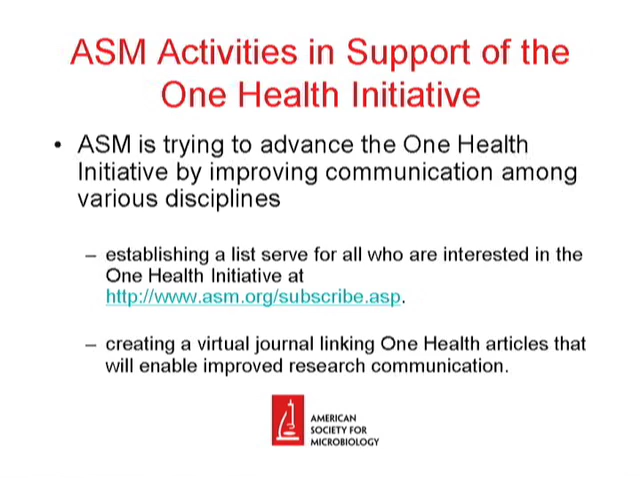 ASM Activities in Support of the
One Health Initiative
• ASM is trying to advance the One Health
Initiative by improving communication among
various disciplines
– establishing a list serve for all who are interested in the
One Health Initiative at
http://www.asm.org/subscribe.asp.
– creating a virtual journal linking One Health articles that
will enable improved research communication.
AMERICAN
SOCIETY FOR
MICROBIOLOGY